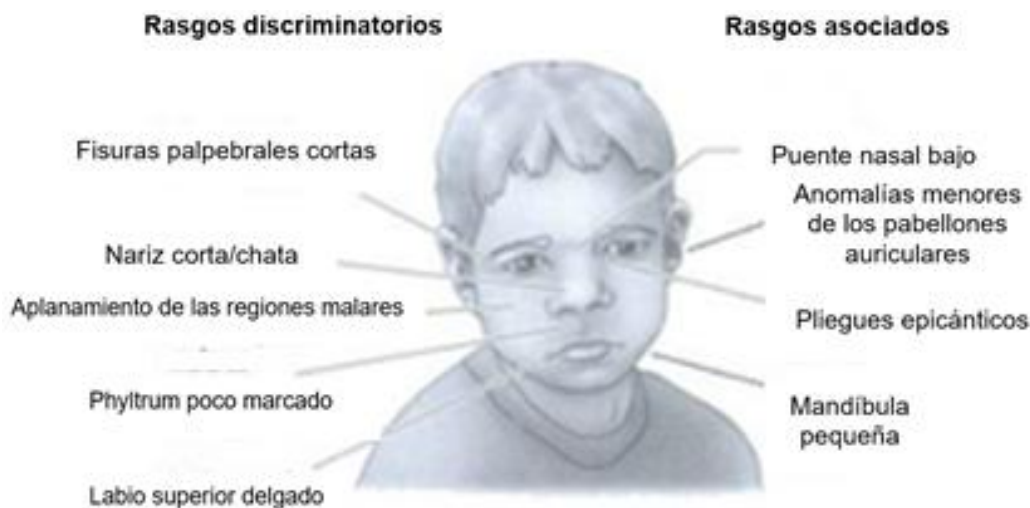 Rasgos discriminatorios
Fisuras palpebrales cortas
Nariz corta/chata
Aplanamiento de las regiones malares
Phyltrum poco marcado
Labio superior delgado
Rasgos asociados
Puente nasal bajo
Anomalías menores
de los pabellones
auriculares
Pliegues epicánticos
Mandíbula
pequeña